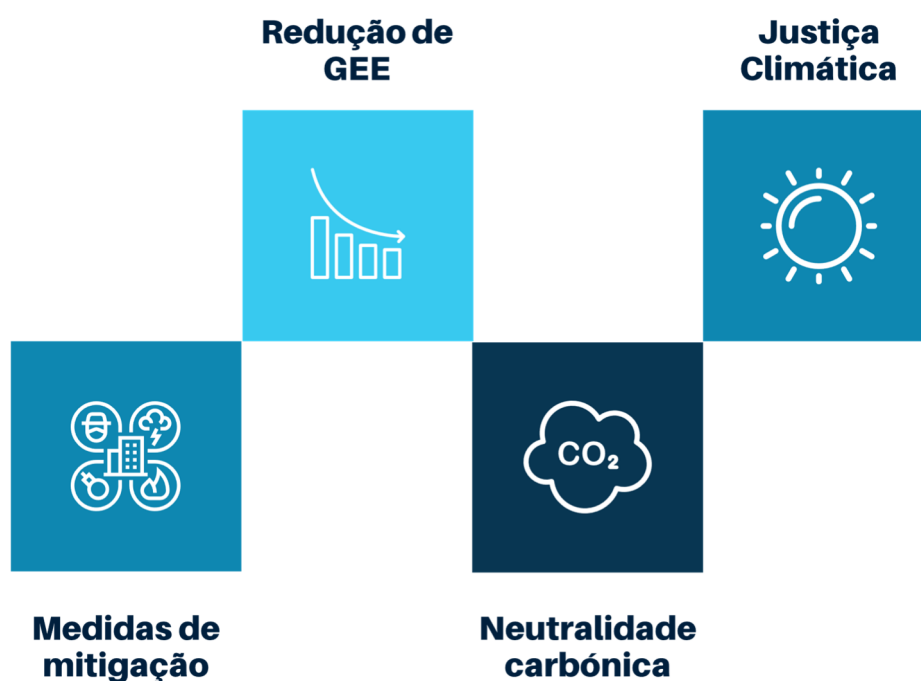 Redução de
GEE
Justiça
Climática
CO₂
Medidas de
mitigação
Neutralidade
carbónica